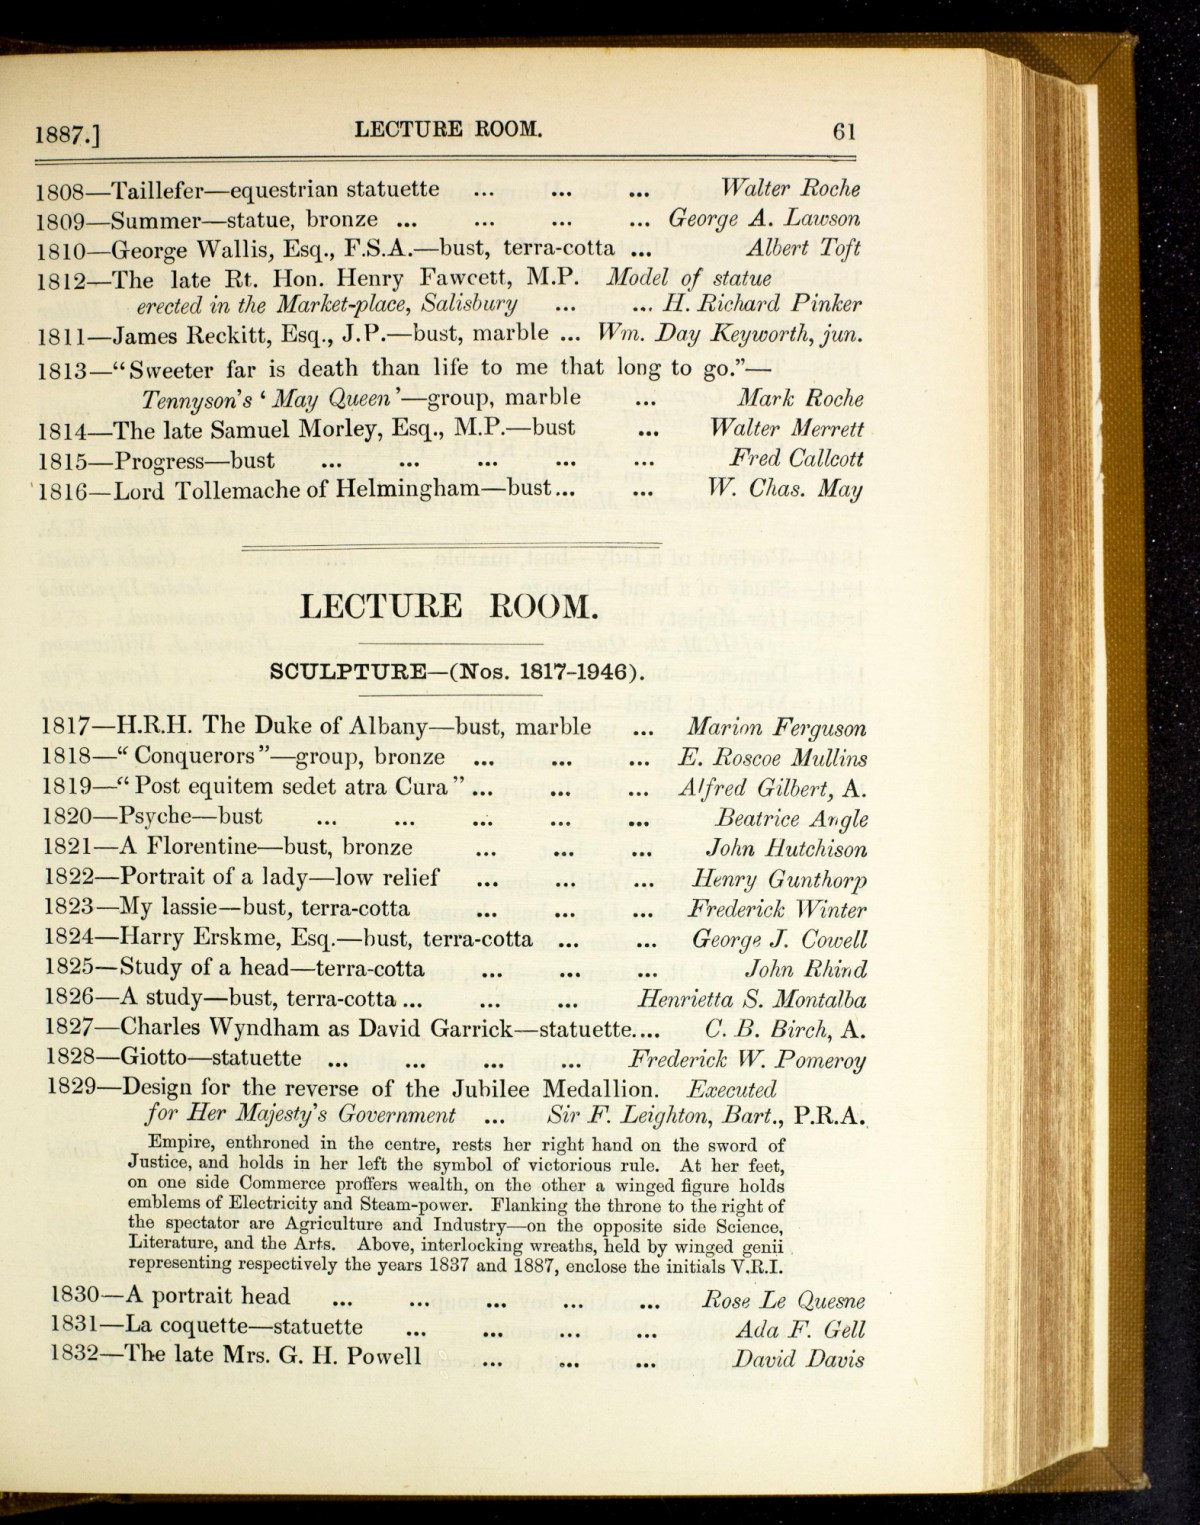 1887.] LECTURE ROOM. 61
1808—Taillefer—equestrian statuette ... ... ... Walter Roche
1809—Summer—statue, bronze ... ... ... ... George A. Lawson
1810—George Wallis, Esq., F.S.A.—bust, terra-cotta ... Albert Toft
1812—The late Rt. Hon. Henry Fawcett, M.P. Model of statue
erected in the Market-place, Salisbury ... ... H. Richard Pinker
1811—James Reckitt, Esq., J.P.—bust, marble ... Wm. Day Keyworth, jun.
1813—“Sweeter far is death than life to me that long to go.”—
Tennyson's ‘ May Queen ’—group, marble ... Mark Roche
1814—The late Samuel Morley, Esq., M.P.—bust ... Walter Merrett
1815—Progress—bust ... ... ... ... ... Fred Callcott
1816—Lord Tollemache of Helmingham—bust... ... W. Chas. May
LECTURE ROOM.
SCULPTURE—(Nos. 1817-1946).
1817—H.R.H. The Duke of Albany—bust, marble ... Marion Ferguson
1818—“ Conquerors ”—group, bronze ... ... ... E. Roscoe Mullins
1819—“ Post equitem sedet atra Cura ” ... ... ... Alfred Gilbert, A.
1820—Psyche—bust ... ... ... ... ... Beatrice Angle
1821—A Florentine—bust, bronze ... ... ... John Hutchison
1822—Portrait of a lady—low relief ... ... ... Henry Gunthorp
1823—My lassie—bust, terra-cotta ... ... ... Frederick Winter
1824—Harry Erskme, Esq.—bust, terra-cotta ... ... George J. Cowell
1825—Study of a head—terra-cotta ... ... ... John Rhind
1826—A study—bust, terra-cotta ... ... ... Henrietta S. Montalba
1827—Charles Wyndham as David Garrick—statuette.... C. B. Birch, A.
1828—Giotto—statuette ... ... ... ... Frederick W. Pomeroy
1829—Design for the reverse of the Jubilee Medallion. Executed
for Her Majesty's Government ... Sir F. Leighton, Bart., P.R.A.
Empire, enthroned in the centre, rests her right hand on the sword of
Justice, and holds in her left the symbol of victorious rule. At her feet,
on one side Commerce proffers wealth, on the other a winged figure holds
emblems of Electricity and Steam-power. Flanking the throne to the right of
the spectator are Agriculture and Industry—on the opposite side Science,
Literature, and the Arts. Above, interlocking wreaths, held by winged genii
representing respectively the years 1837 and 1887, enclose the initials V.R.I.
1830—A portrait head ... ... ... ... ... Rose Le Quesne
1831—La coquette—statuette ... ... ... ... Ada F. Gell
1832—The late Mrs. G. H. Powell ... ... ... David Davis